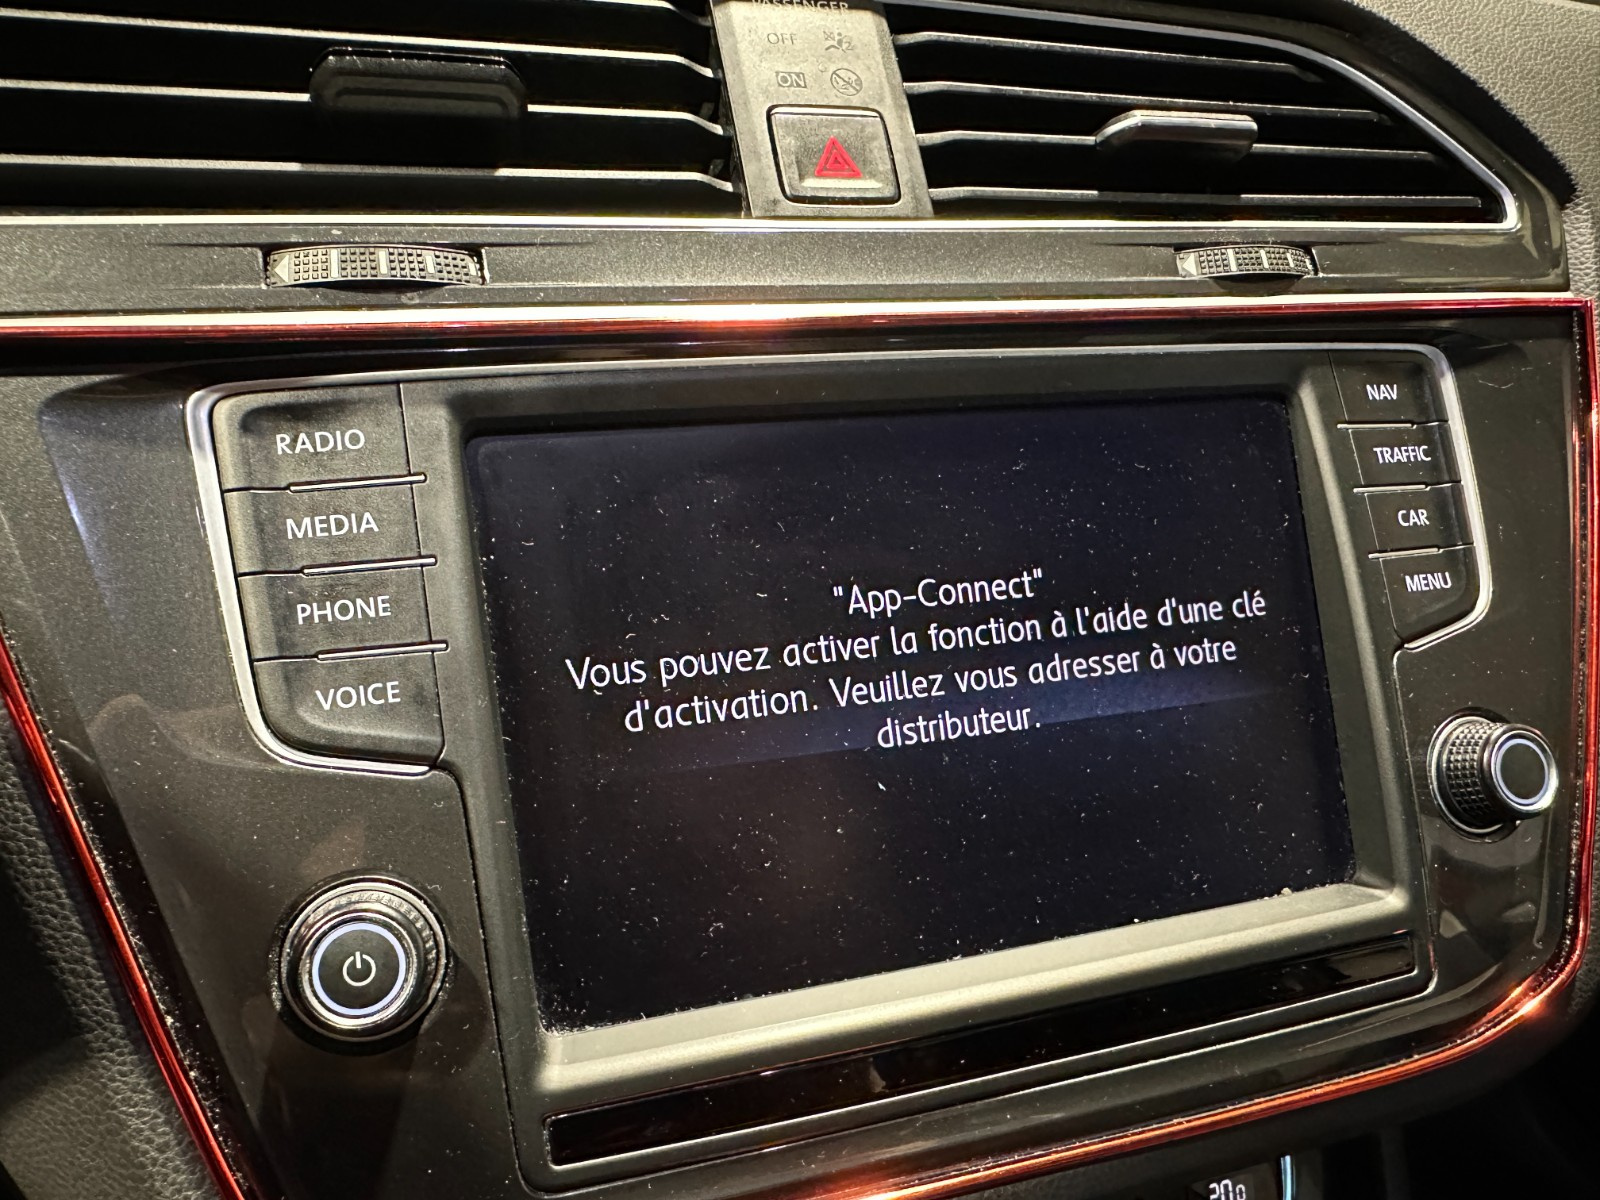 PASSENGER
OFF
ON
RADIO
MEDIA
PHONE
VOICE
"App-Connect"
Vous pouvez activer la fonction à l'aide d'une clé
d'activation. Veuillez vous adresser à votre
distributeur.
NAV
TRAFFIC
CAR
MENU